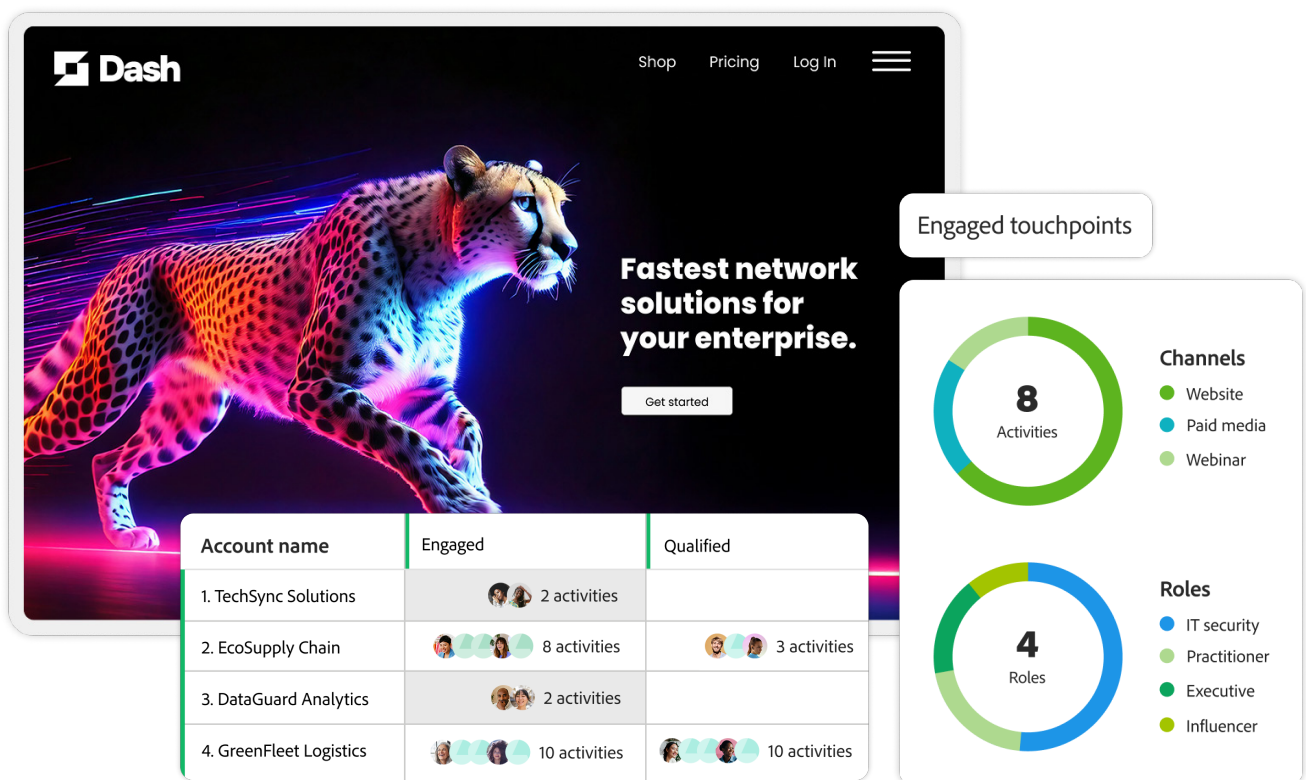 Dash
Shop Pricing Log In
Fastest network
solutions for
your enterprise.
Get started
Engaged touchpoints
8
Activities
Channels
Website
Paid media
Webinar
4
Roles
Roles
IT security
Practitioner
Executive
Influencer
Account name Engaged Qualified
1. TechSync Solutions 2 activities
2. EcoSupply Chain 8 activities 3 activities
3. DataGuard Analytics 2 activities
4. GreenFleet Logistics 10 activities 10 activities